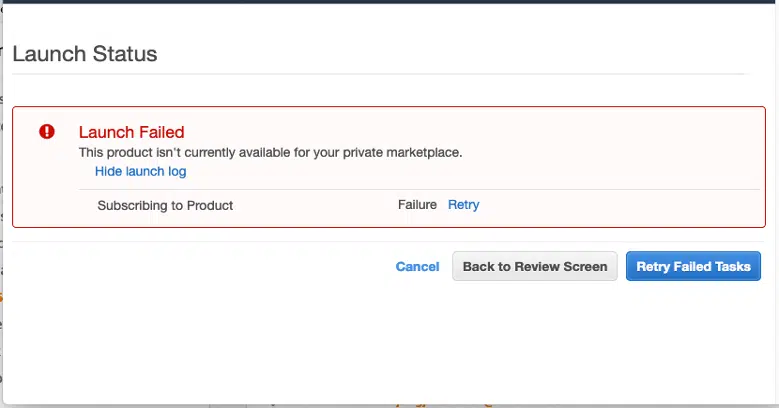 Launch Status
Launch Failed
This product isn't currently available for your private marketplace.
Hide launch log
Subscribing to Product Failure Retry
Cancel Back to Review Screen Retry Failed Tasks